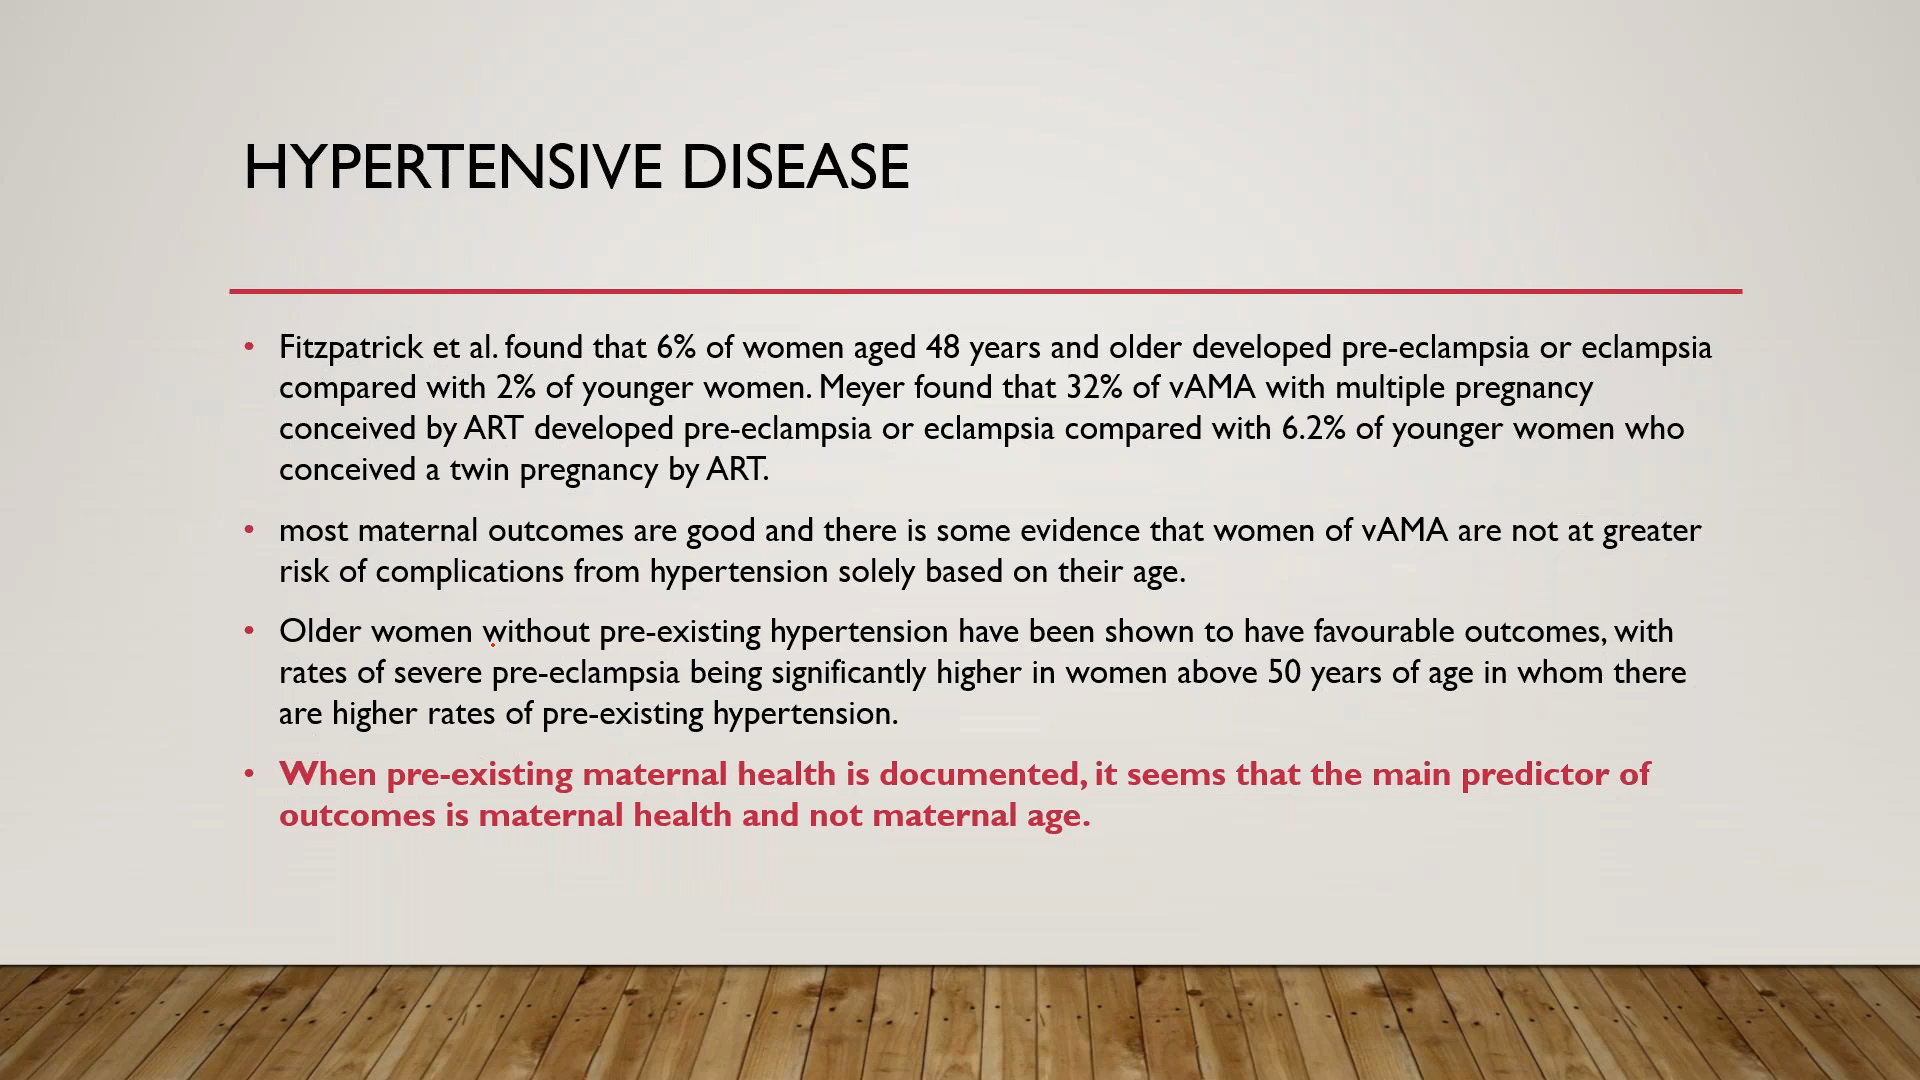 HYPERTENSIVE DISEASE
• Fitzpatrick et al. found that 6% of women aged 48 years and older developed pre-eclampsia or eclampsia
compared with 2% of younger women. Meyer found that 32% of vAMA with multiple pregnancy
conceived by ART developed pre-eclampsia or eclampsia compared with 6.2% of younger women who
conceived a twin pregnancy by ART.
• most maternal outcomes are good and there is some evidence that women of vAMA are not at greater
risk of complications from hypertension solely based on their age.
• Older women without pre-existing hypertension have been shown to have favourable outcomes, with
rates of severe pre-eclampsia being significantly higher in women above 50 years of age in whom there
are higher rates of pre-existing hypertension.
• When pre-existing maternal health is documented, it seems that the main predictor of
outcomes is maternal health and not maternal age.